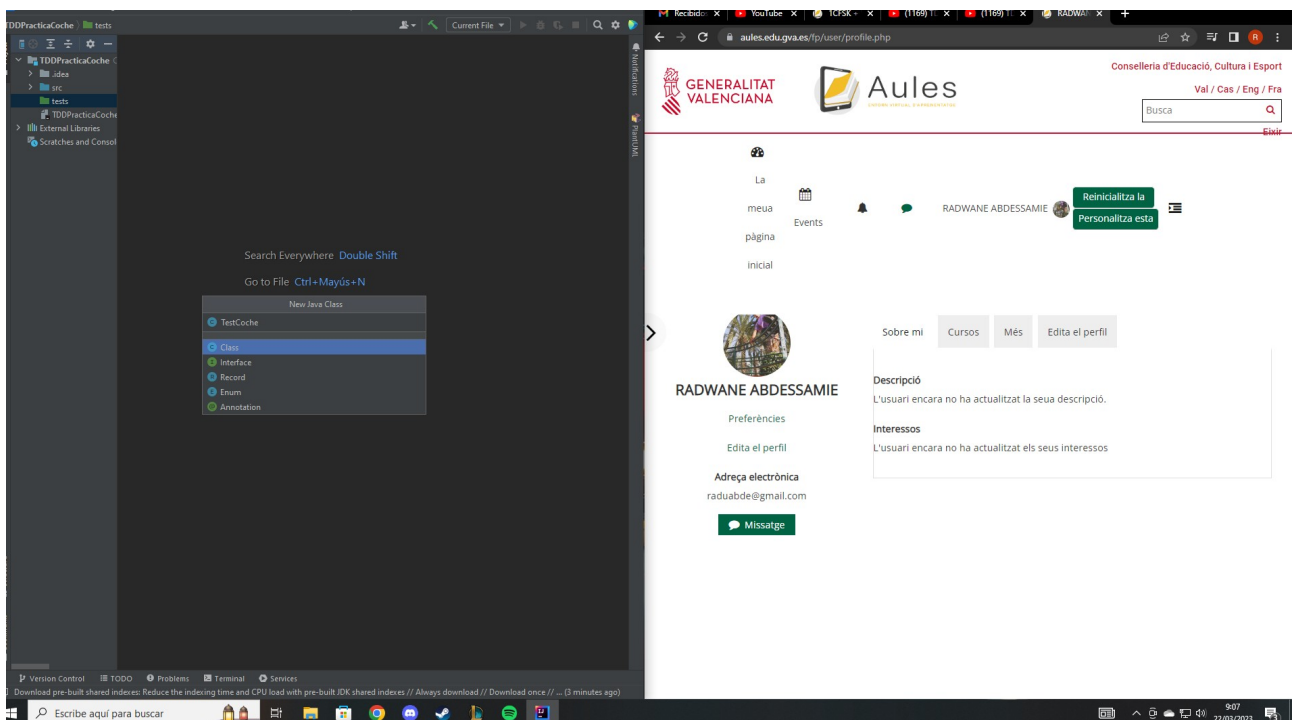 TDDPracticaCoche tests
Current File
TDDPracticaCoche
.idea
src
tests
TDDPracticaCoche
External Libraries
Scratches and Consol
Notifications
PlantUML
Search Everywhere Double Shift
Go to File Ctrl+Mayús+N
New Java Class
TestCoche
Class
Interface
Record
Enum
Annotation
Version Control TODO Problems Terminal Services
Download pre-built shared indexes: Reduce the indexing time and CPU load with pre-built JDK shared indexes // Always download // Download once // ... (3 minutes ago)
Recibidos YouTube 1CFSK - (1169) (1169) RADWAN
aules.edu.gva.es/fp/user/profile.php
R
GENERALITAT
VALENCIANA
Aules
Conselleria d'Educació, Cultura i Esport
Val / Cas / Eng / Fra
Busca
Eixir
La
meua
pàgina
inicial
Events
RADWANE ABDESSAMIE
Reinicialitza la
Personalitza esta
RADWANE ABDESSAMIE
Preferències
Edita el perfil
Adreça electrònica
raduabde@gmail.com
Missatge
Sobre mi Cursos Més Edita el perfil
Descripció
L'usuari encara no ha actualitzat la seua descripció.
Interessos
L'usuari encara no ha actualitzat els seus interessos
Escribe aquí para buscar
9:07
22/03/2023